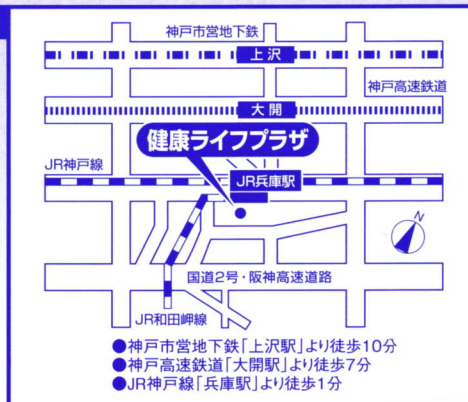 神戸市営地下鉄
上沢
神戸高速鉄道
大開
健康ライフプラザ
JR神戸線
JR兵庫駅
N
国道2号・阪神高速道路
JR和田岬線
●神戸市営地下鉄「上沢駅」より徒歩10分
●神戸高速鉄道「大開駅」より徒歩7分
●JR神戸線「兵庫駅」より徒歩1分